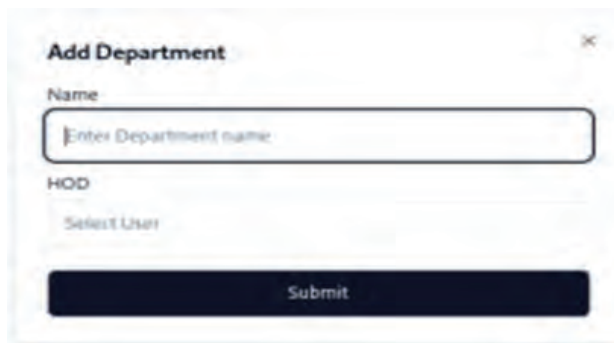 Add Department
×
Name
Enter Department name
HOD
Select User
Submit